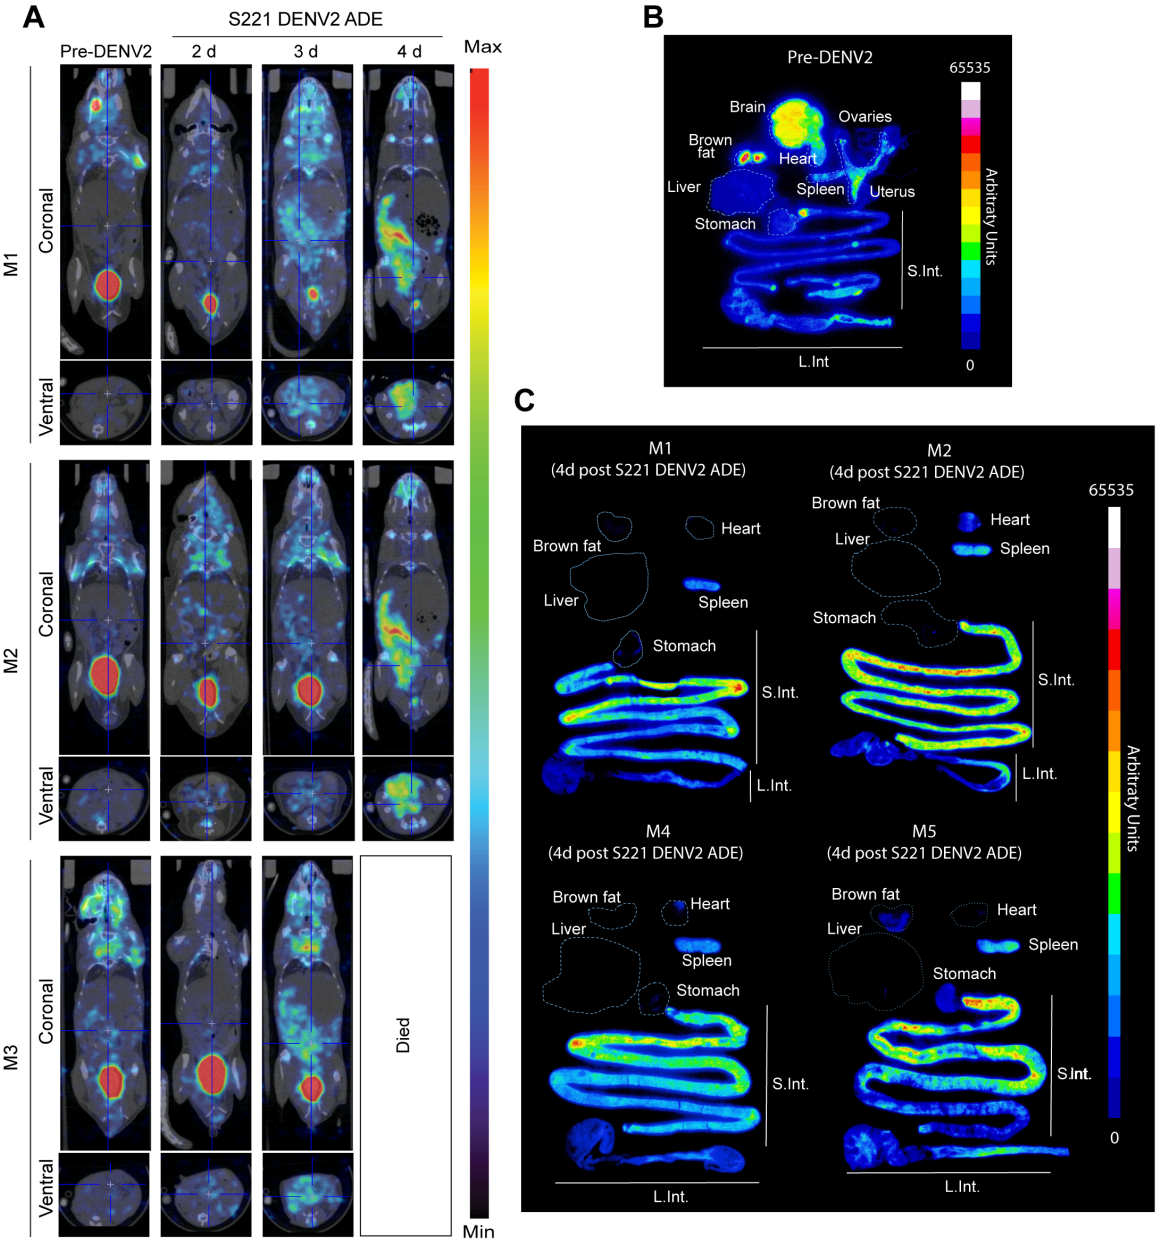 A
S221 DENV2 ADE
Pre-DENV2
2 d
3 d
4 d
Max
M1
Coronal
Ventral
M2
Coronal
Ventral
M3
Coronal
Ventral
Died
Min
B
Pre-DENV2
65535
Brain
Ovaries
Brown
fat
Heart
Liver
Spleen
Uterus
Stomach
S.Int.
L.Int
Arbitraty Units
0
C
M1
(4d post S221 DENV2 ADE)
Brown fat
Heart
Liver
Spleen
Stomach
S.Int.
L.Int.
M2
(4d post S221 DENV2 ADE)
65535
Brown fat
Heart
Liver
Spleen
Stomach
S.Int.
L.Int.
Arbitraty Units
M4
(4d post S221 DENV2 ADE)
Brown fat
Heart
Liver
Spleen
Stomach
S.Int.
L.Int.
M5
(4d post S221 DENV2 ADE)
Brown fat
Heart
Liver
Spleen
Stomach
S.Int.
L.Int.
0